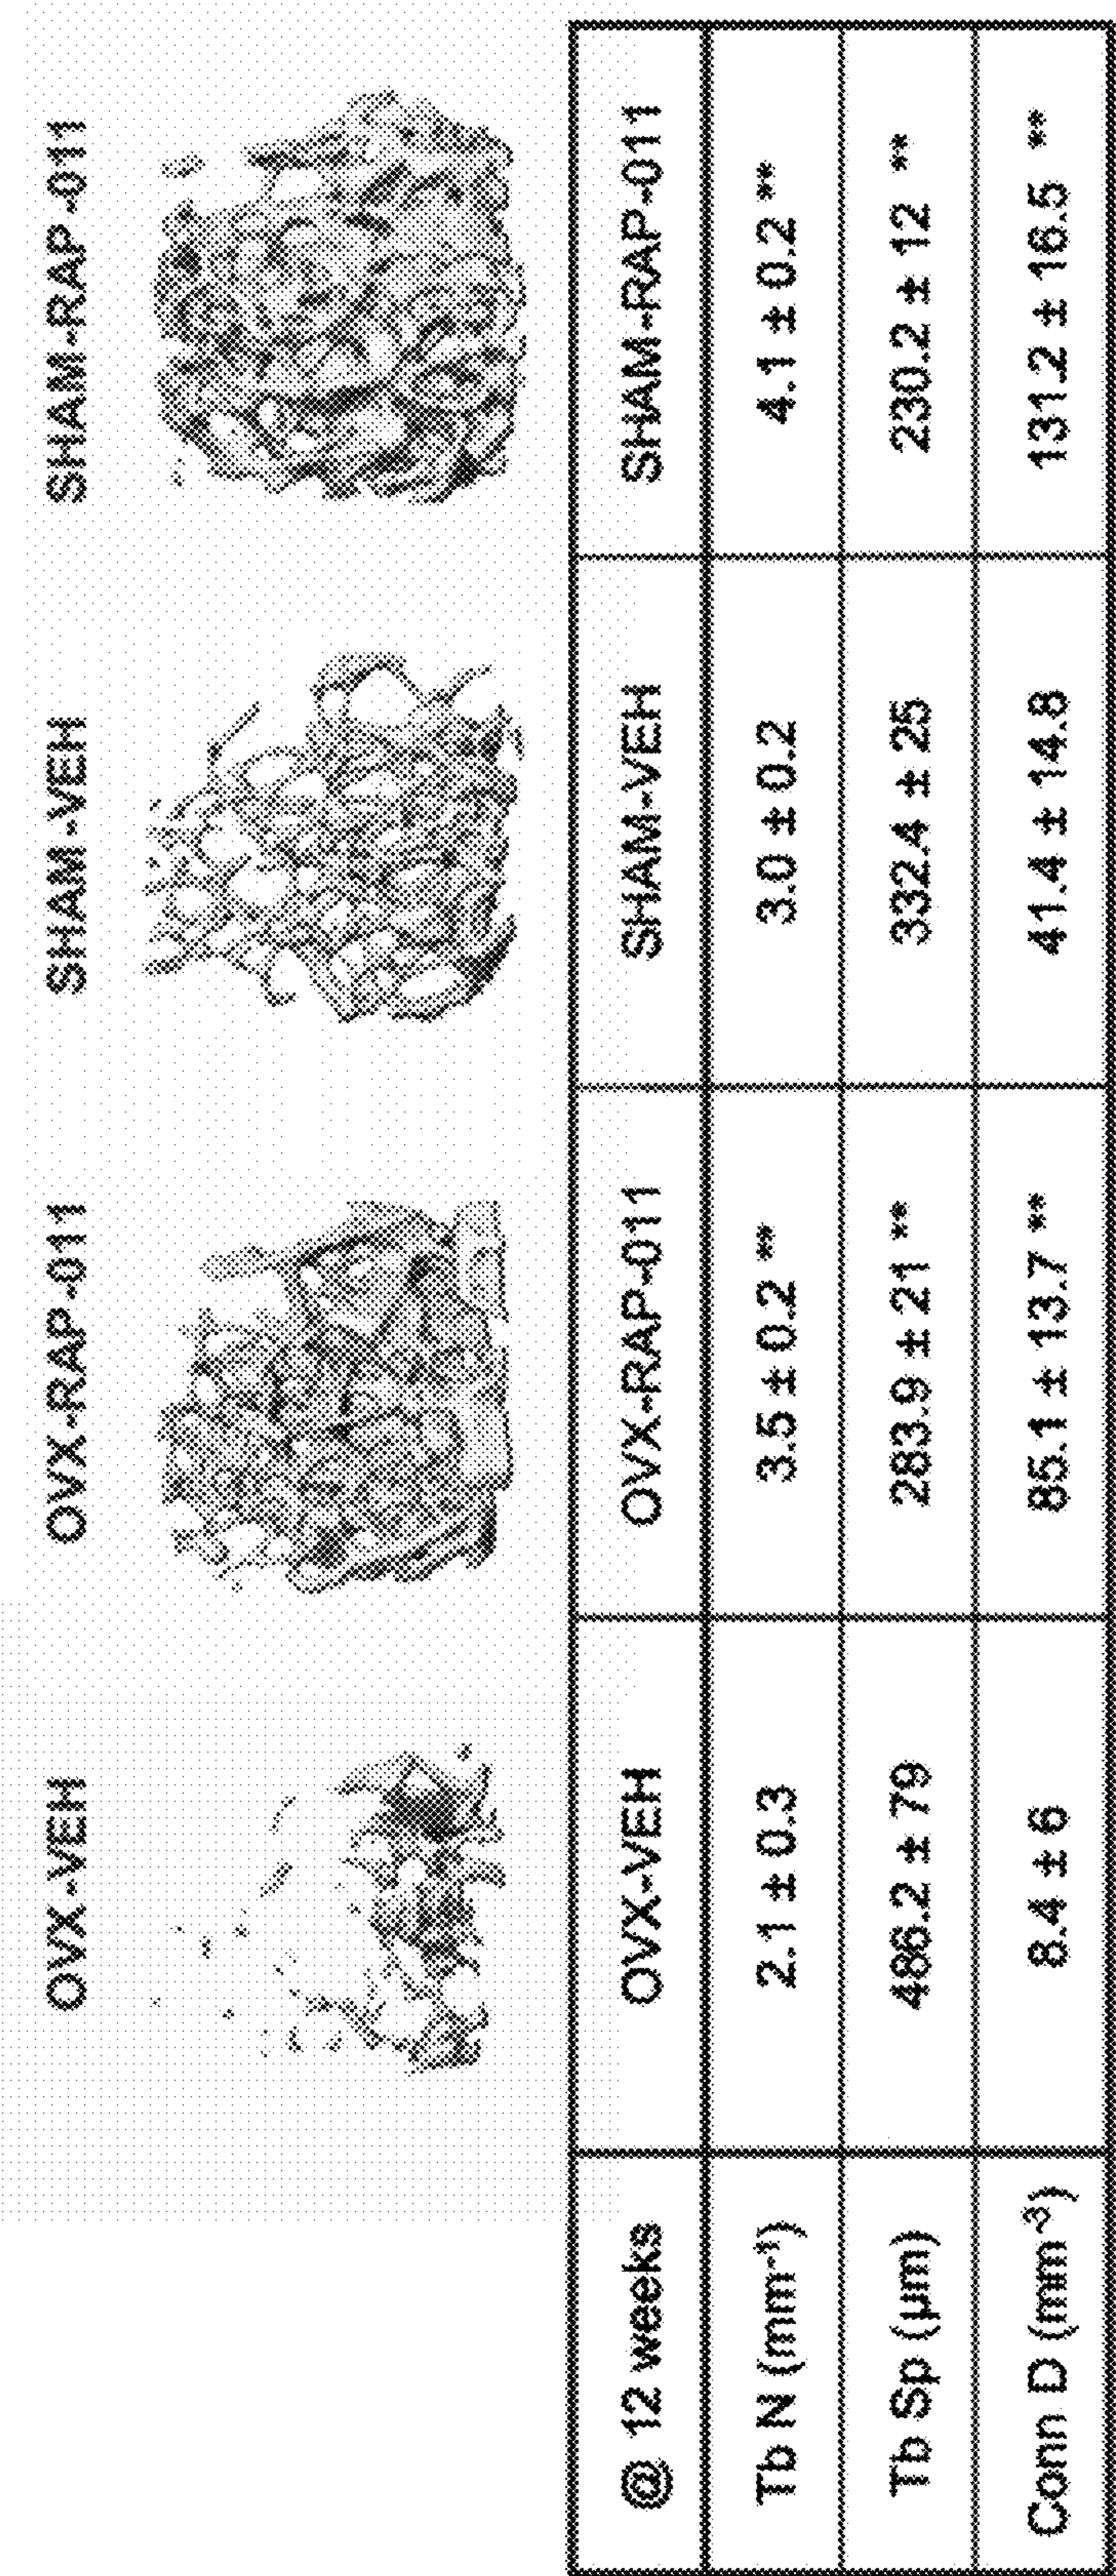 OVX-VEH OVX-RAP-011 SHAM-VEH SHAM-RAP-011
@ 12 weeks OVX-VEH OVX-RAP-011 SHAM-VEH SHAM-RAP-011
Tb N (mm⁻¹) 2.1 ± 0.3 3.5 ± 0.2 ** 3.0 ± 0.2 4.1 ± 0.2 **
Tb Sp (µm) 486.2 ± 79 283.9 ± 21 ** 332.4 ± 25 230.2 ± 12 **
Conn D (mm⁻³) 8.4 ± 6 85.1 ± 13.7 ** 41.4 ± 14.8 131.2 ± 16.5 **